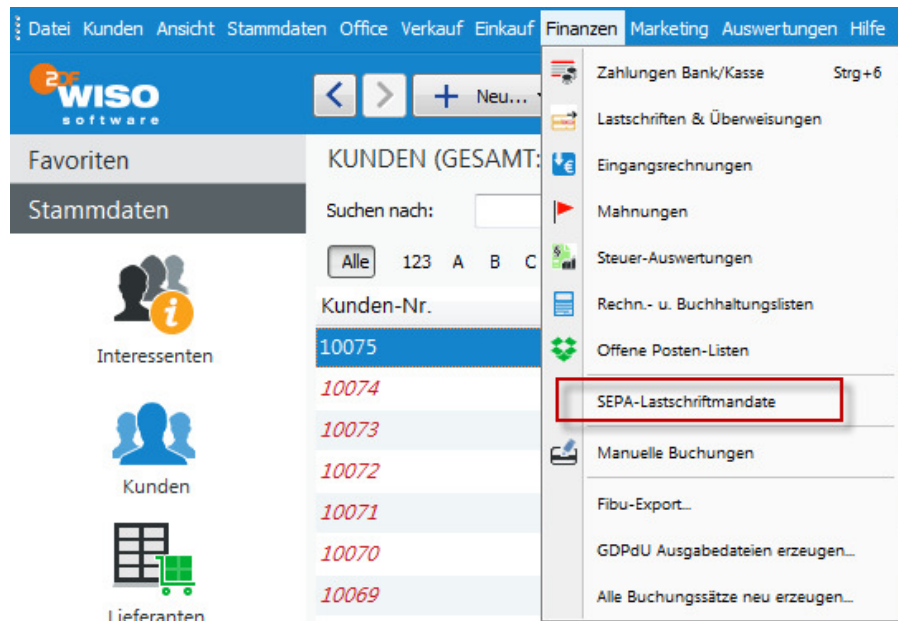 Datei Kunden Ansicht Stammdaten Office Verkauf Einkauf Finanzen Marketing Auswertungen Hilfe
ZDF
WISO
software
Neu...
Favoriten
Stammdaten
Interessenten
Kunden
Lieferanten
KUNDEN (GESAMT:
Suchen nach:
Alle 123 A B C
Kunden-Nr.
10075
10074
10073
10072
10071
10070
10069
Zahlungen Bank/Kasse Strg+6
Lastschriften & Überweisungen
Eingangsrechnungen
Mahnungen
Steuer-Auswertungen
Rechn.- u. Buchhaltungslisten
Offene Posten-Listen
SEPA-Lastschriftmandate
Manuelle Buchungen
Fibu-Export...
GDPdU Ausgabedateien erzeugen...
Alle Buchungssätze neu erzeugen...